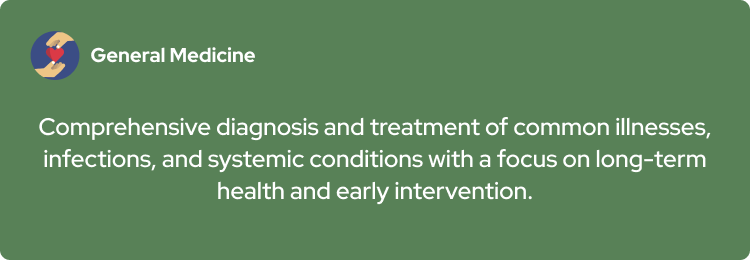 General Medicine
Comprehensive diagnosis and treatment of common illnesses,
infections, and systemic conditions with a focus on long-term
health and early intervention.